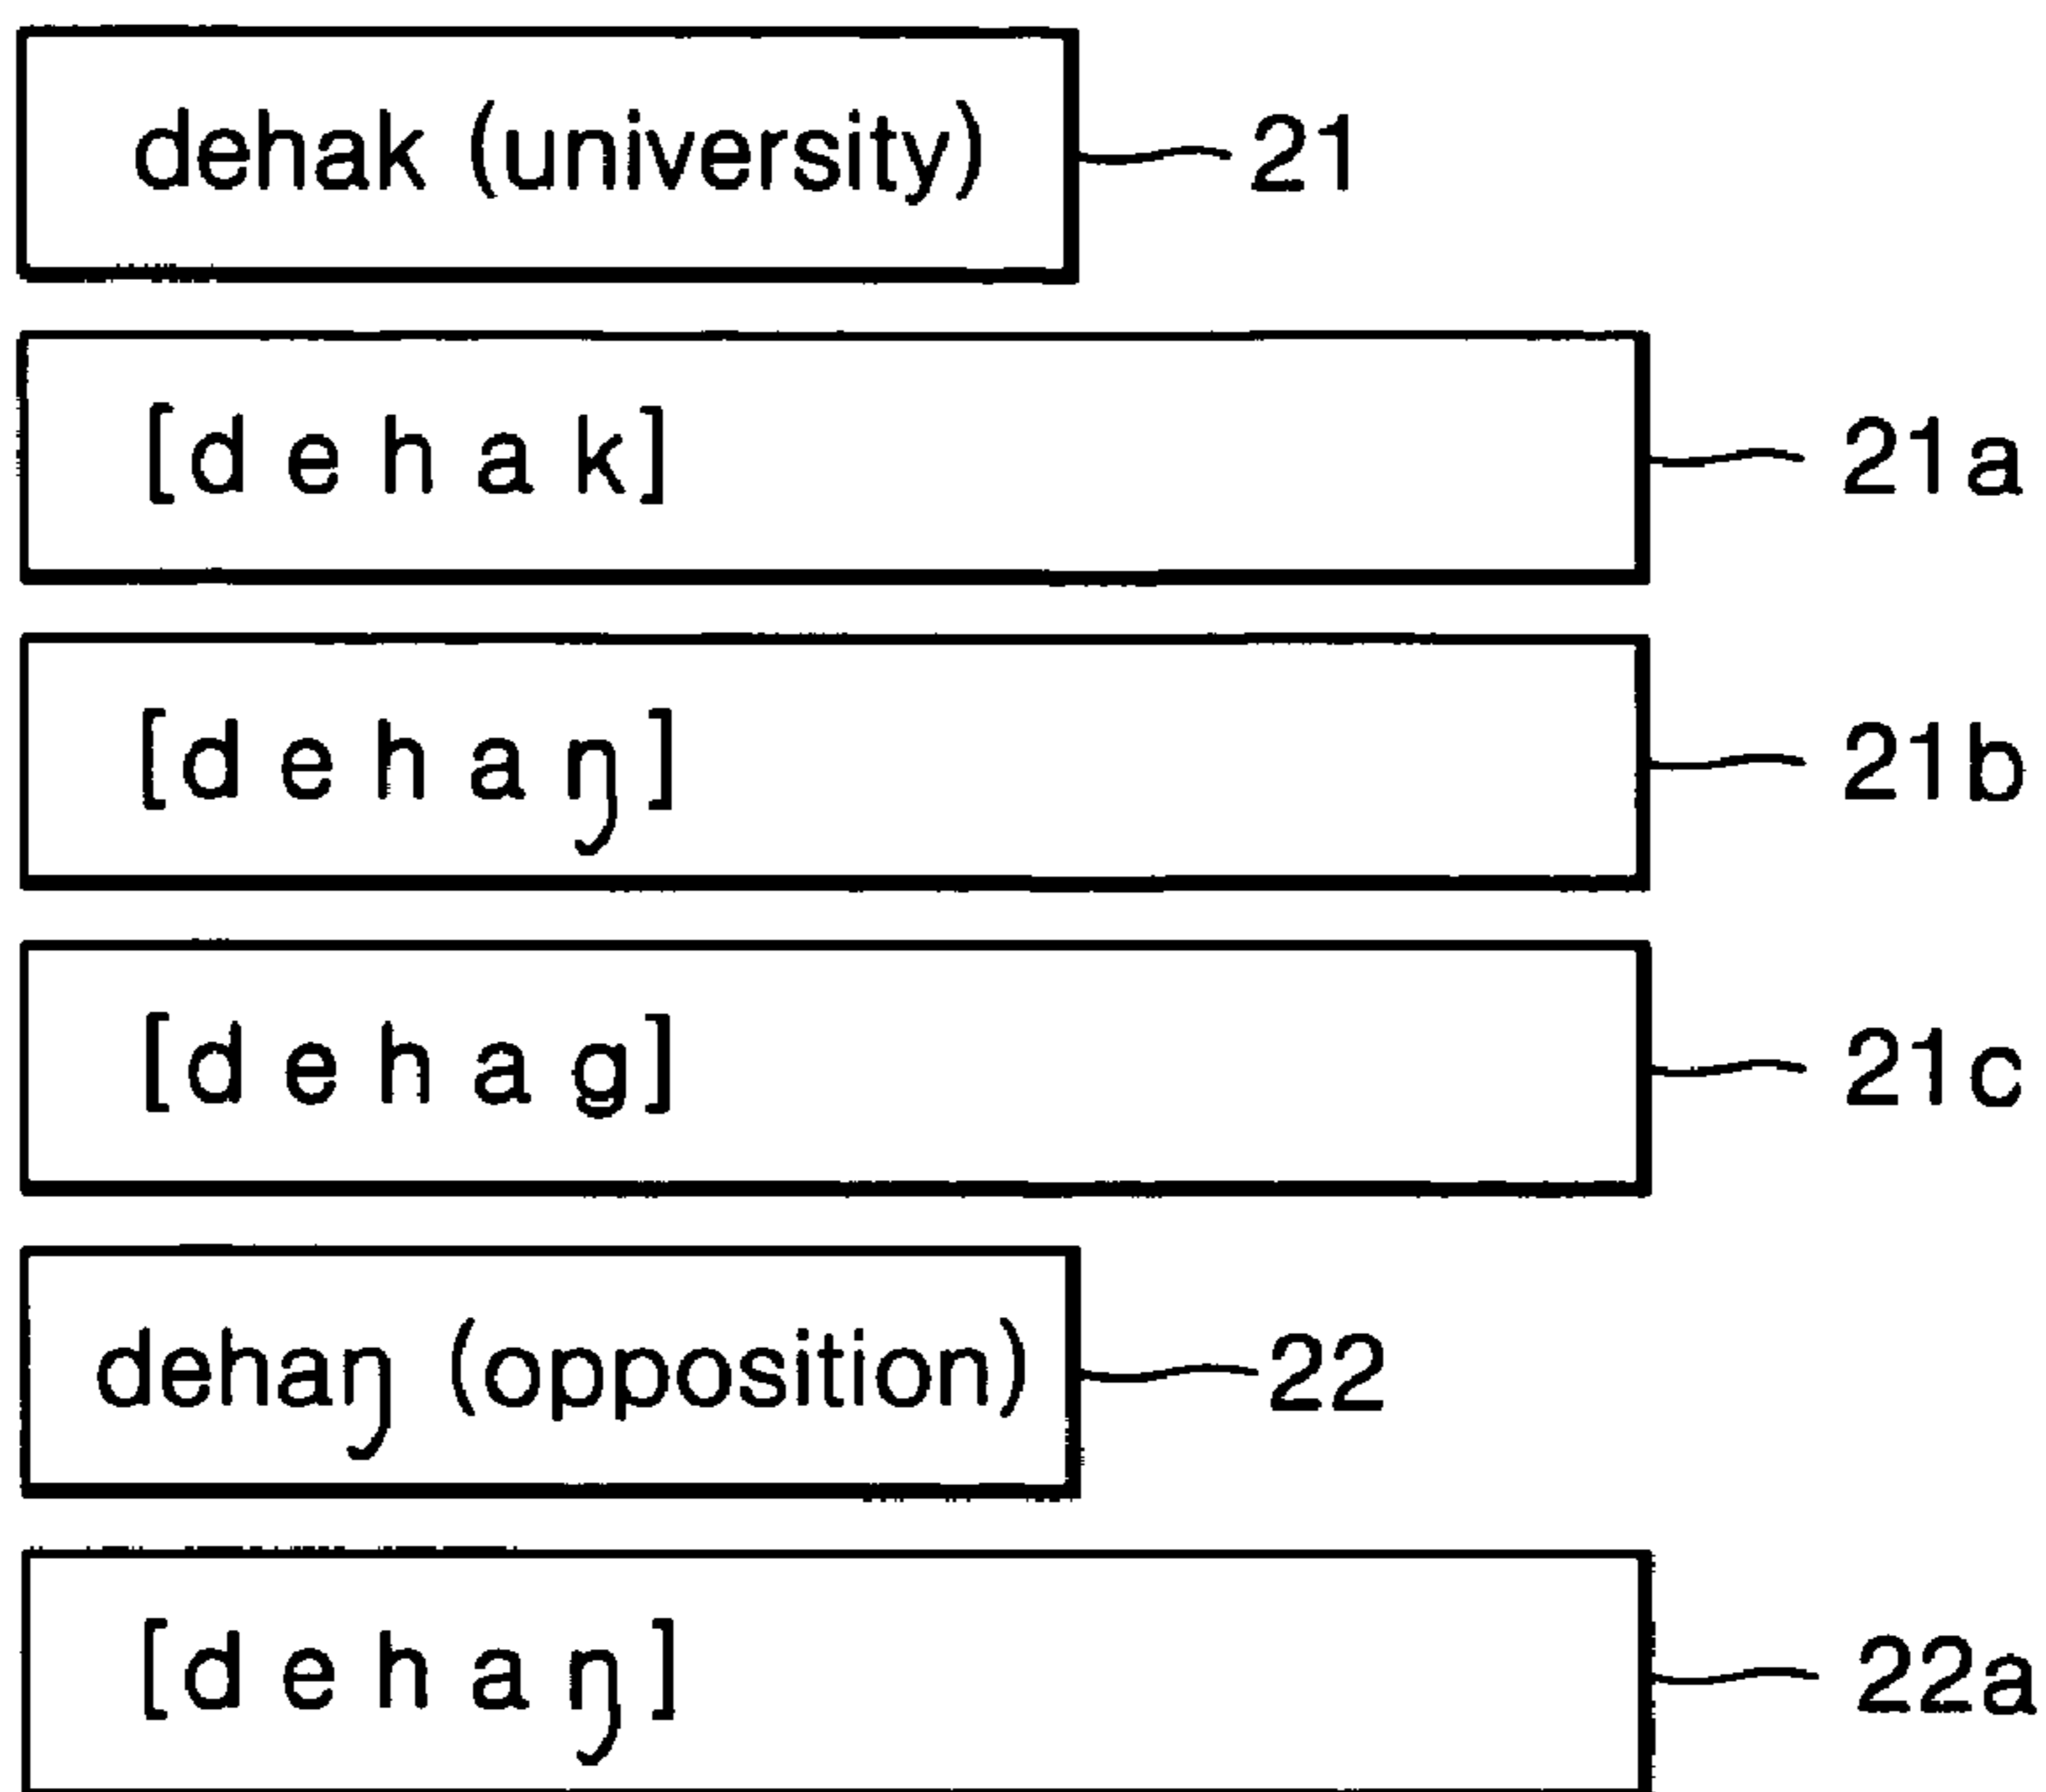 dehak (university) 21
[d e h a k] 21a
[d e h a ŋ] 21b
[d e h a g] 21c
dehaŋ (opposition) 22
[d e h a ŋ] 22a